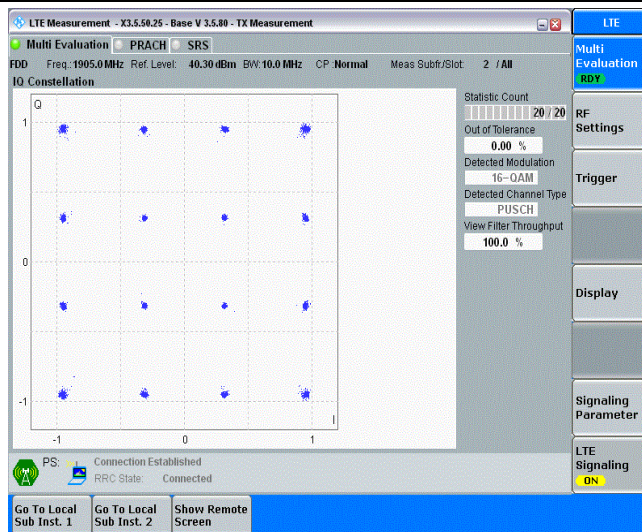 LTE Measurement - X3.5.50.25 - Base V 3.5.80 - TX Measurement
LTE
Multi Evaluation PRACH SRS
Multi
Evaluation
RDY
FDD Freq.:1905.0 MHz Ref. Level: 40.30 dBm BW:10.0 MHz CP :Normal Meas Subfr./Slot: 2 / All
IQ Constellation
Q
1
0
-1
-1
0
1
I
Statistic Count
20 / 20
Out of Tolerance
0.00 %
Detected Modulation
16-QAM
Detected Channel Type
PUSCH
View Filter Throughput
100.0 %
RF
Settings
Trigger
Display
Signaling
Parameter
LTE
Signaling
ON
PS: Connection Established
RRC State: Connected
Go To Local
Sub Inst. 1
Go To Local
Sub Inst. 2
Show Remote
Screen